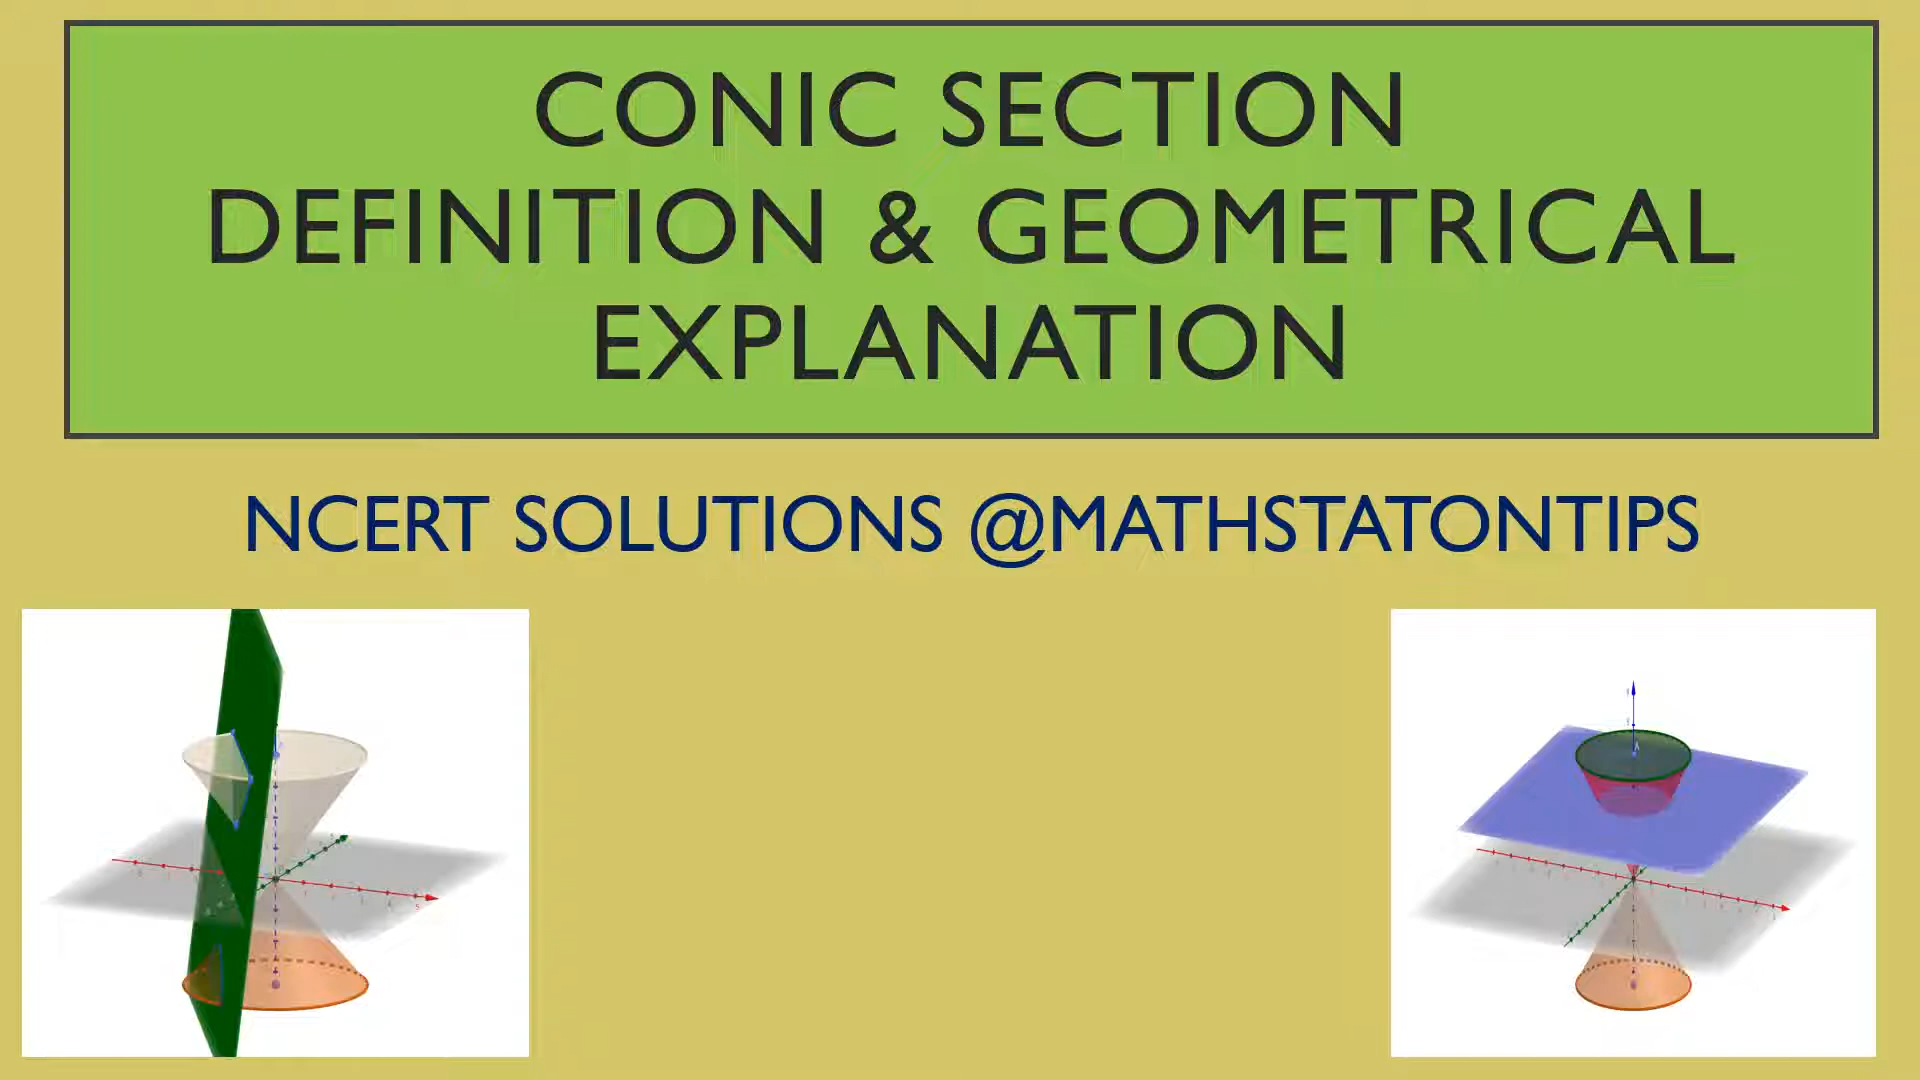 CONIC SECTION
DEFINITION & GEOMETRICAL
EXPLANATION
NCERT SOLUTIONS @MATHSTATONTIPS